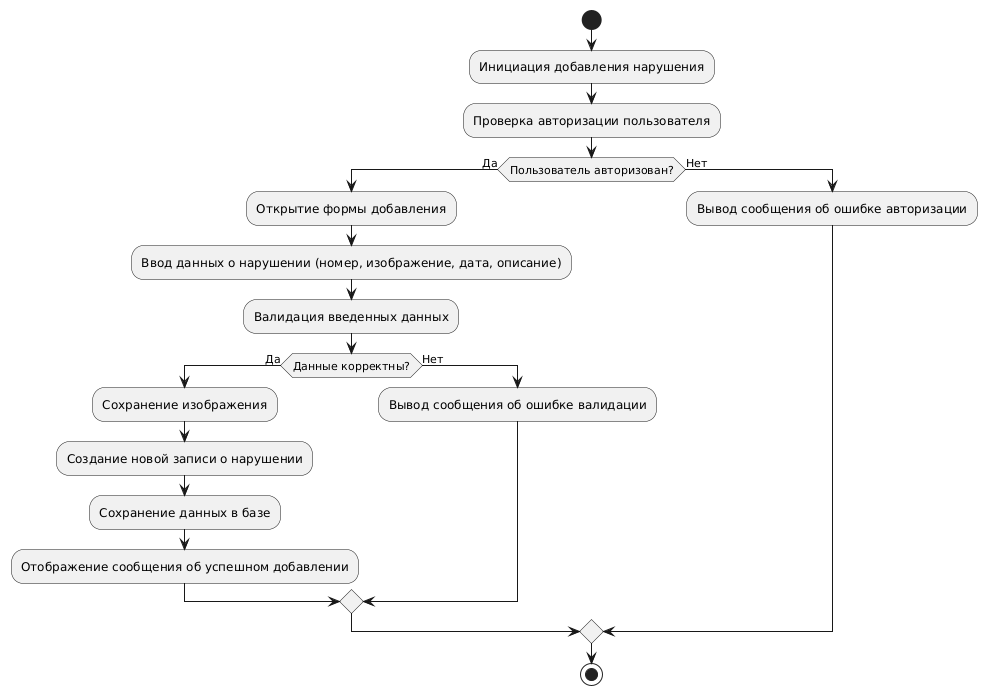 Инициация добавления нарушения
Проверка авторизации пользователя
Да
Пользователь авторизован?
Нет
Открытие формы добавления
Вывод сообщения об ошибке авторизации
Ввод данных о нарушении (номер, изображение, дата, описание)
Валидация введенных данных
Да
Данные корректны?
Нет
Сохранение изображения
Вывод сообщения об ошибке валидации
Создание новой записи о нарушении
Сохранение данных в базе
Отображение сообщения об успешном добавлении